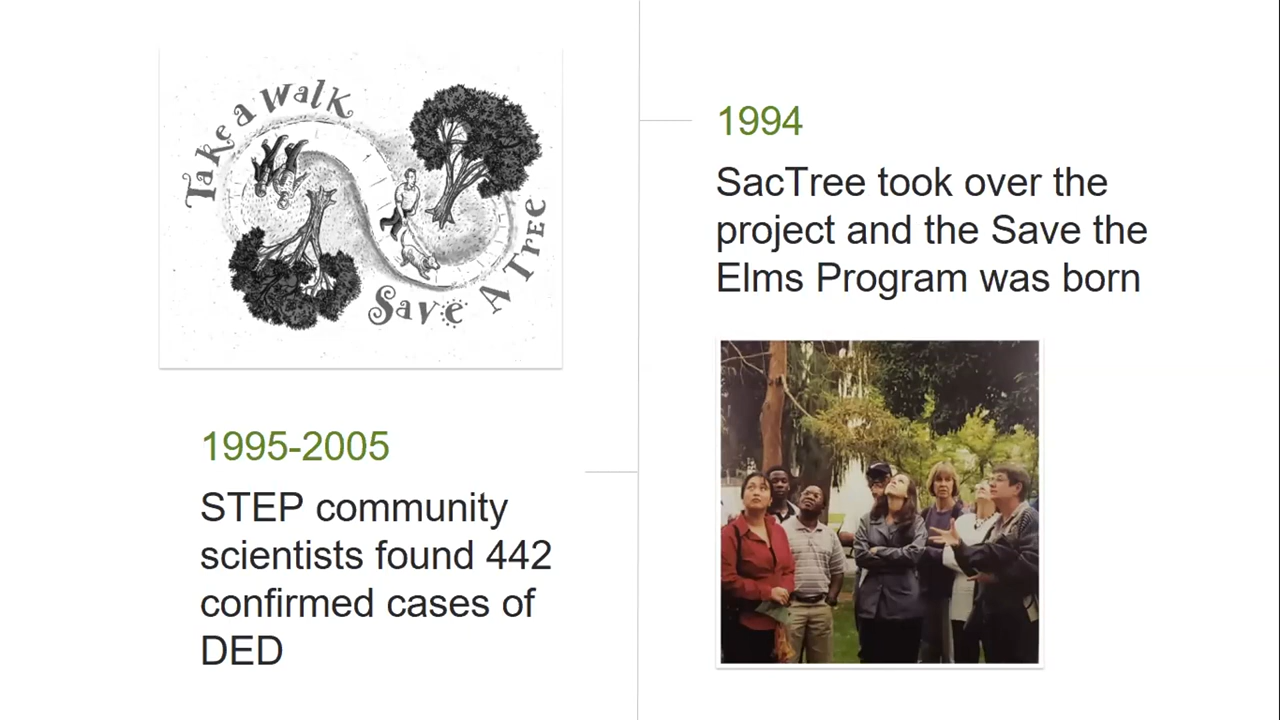 Take a Walk
Save A Tree
1994
SacTree took over the
project and the Save the
Elms Program was born
1995-2005
STEP community
scientists found 442
confirmed cases of
DED